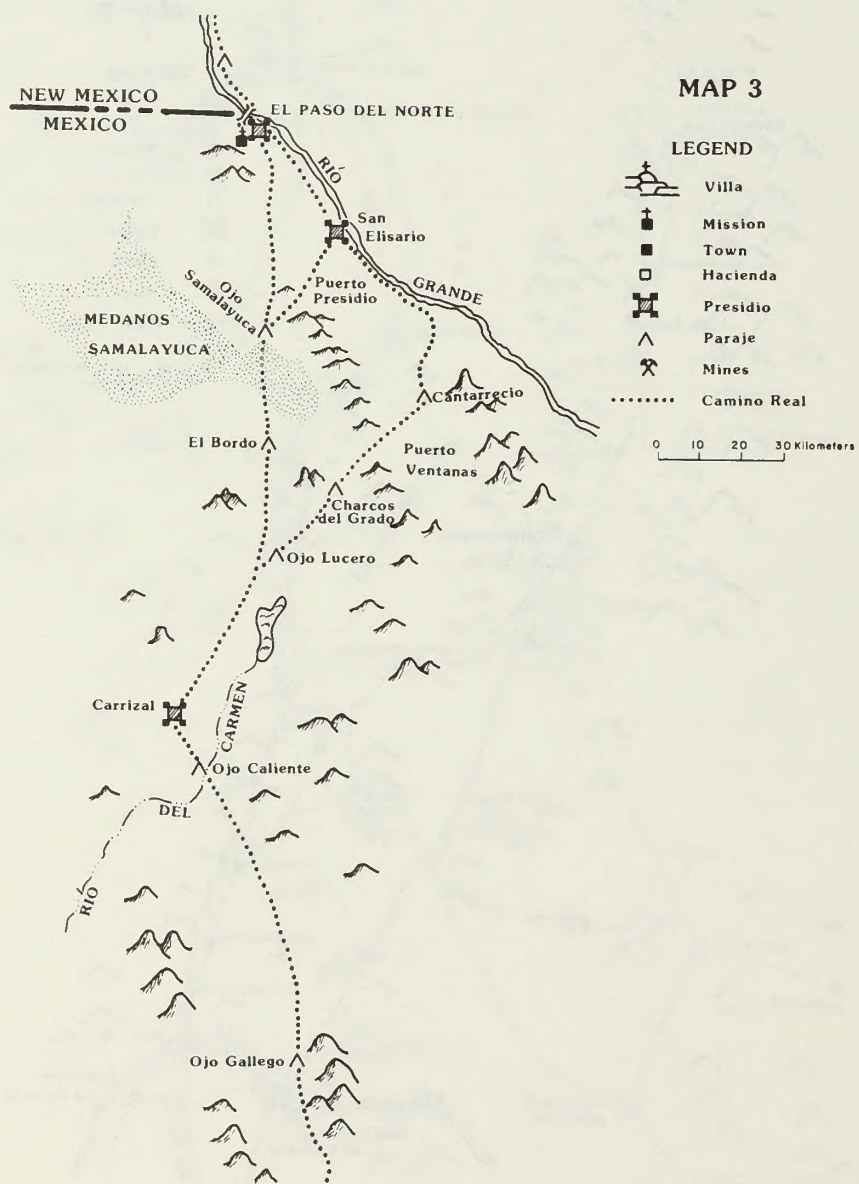 MAP 3
NEW MEXICO
MEXICO
EL PASO DEL NORTE
RÍO
GRANDE
San
Elisario
Ojo
Samalayuca
Puerto
Presidio
MEDANOS
SAMALAYUCA
Cantarrecio
El Bordo
Puerto
Ventanas
Charcos
del Grado
Ojo Lucero
Carrizal
RIO
DEL
CARMEN
Ojo Caliente
Ojo Gallego
LEGEND
Villa
Mission
Town
Hacienda
Presidio
Paraje
Mines
Camino Real
0 10 20 30 Kilometers